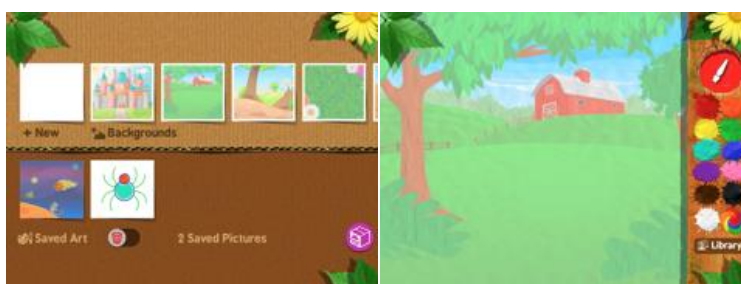 + New
Backgrounds
Saved Art
2 Saved Pictures
Library